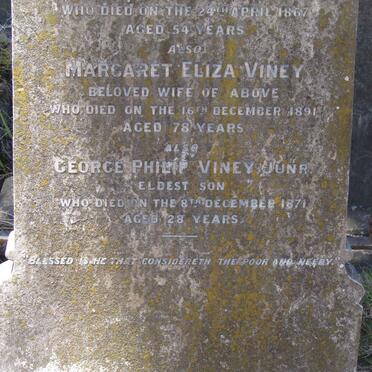 WHO DIED ON THE 24TH APRIL 1867
AGED 54 YEARS
ALSO
MARGARET ELIZA VINEY
BELOVED WIFE OF ABOVE
WHO DIED ON THE 16TH DECEMBER 1891
AGED 78 YEARS
ALSO
GEORGE PHILIP VINEY JUNR
ELDEST SON
WHO DIED ON THE 8TH DECEMBER 1871
AGED 28 YEARS.
"BLESSED IS HE THAT CONSIDERETH THE POOR AND NEEDY."